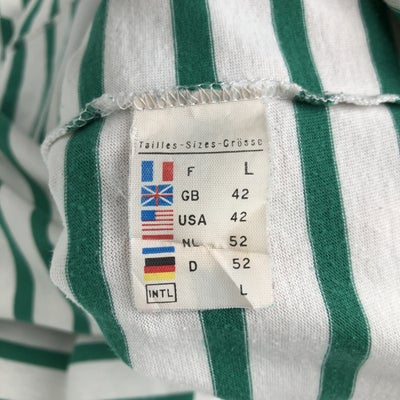 Tailles-Sizes-Grösse
F L
GB 42
USA 42
NL 52
D 52
INTL L